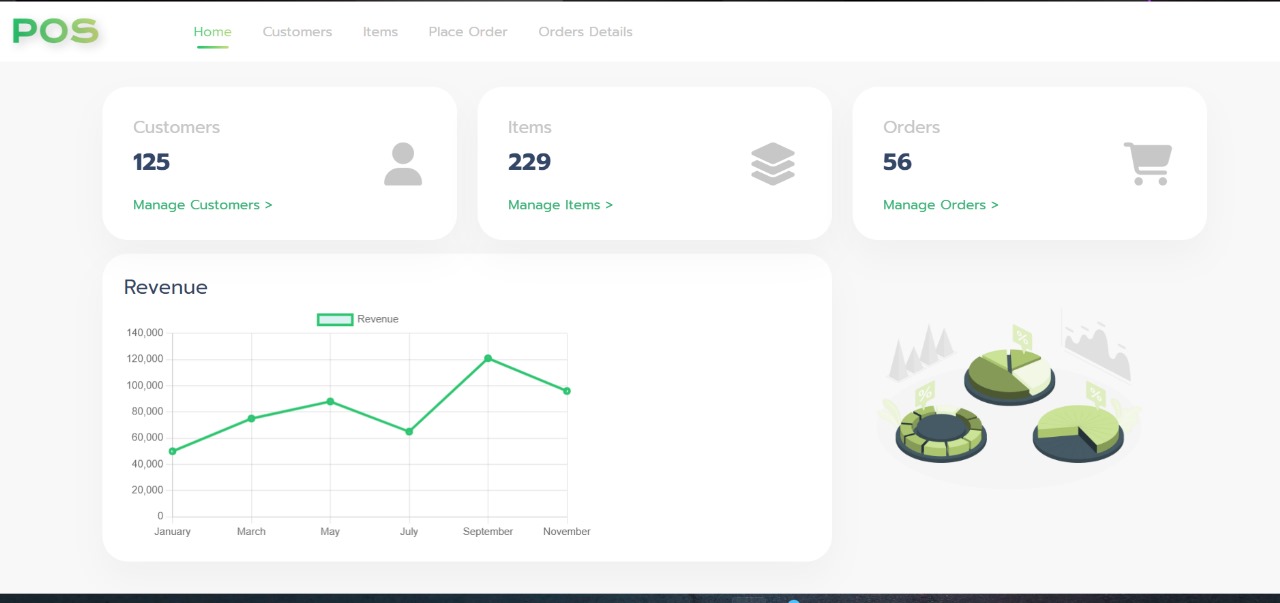 POS
Home Customers Items Place Order Orders Details
Customers
125
Manage Customers >
Items
229
Manage Items >
Orders
56
Manage Orders >
Revenue
Revenue
140,000
120,000
100,000
80,000
60,000
40,000
20,000
0
January March May July September November
%
%
%